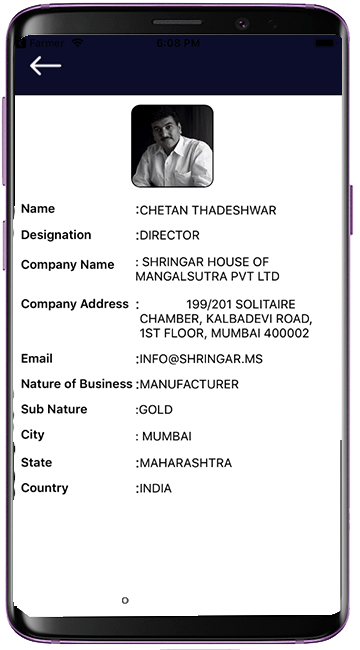 Farmer 6:08 PM
Name :CHETAN THADESHWAR
Designation :DIRECTOR
Company Name : SHRINGAR HOUSE OF
MANGALSUTRA PVT LTD
Company Address : 199/201 SOLITAIRE
CHAMBER, KALBADEVI ROAD,
1ST FLOOR, MUMBAI 400002
Email :INFO@SHRINGAR.MS
Nature of Business :MANUFACTURER
Sub Nature :GOLD
City : MUMBAI
State :MAHARASHTRA
Country :INDIA